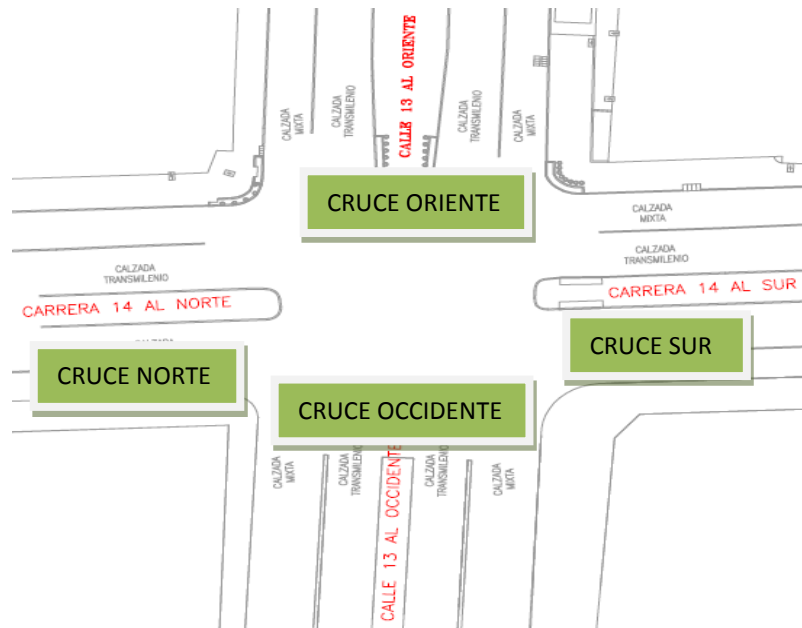 CALZADA
MIXTA
CALZADA
TRANSMILENIO
CALLE 13 AL ORIENTE
CALZADA
TRANSMILENIO
CALZADA
MIXTA
CRUCE ORIENTE
CALZADA
MIXTA
CALZADA
TRANSMILENIO
CALZADA
TRANSMILENIO
CARRERA 14 AL NORTE
CARRERA 14 AL SUR
CALZADA
CRUCE SUR
CRUCE NORTE
CRUCE OCCIDENTE
CALZADA
MIXTA
CALZADA
TRANSMILENIO
CALLE 13 AL OCCIDENTE
CALZADA
TRANSMILENIO
CALZADA
MIXTA